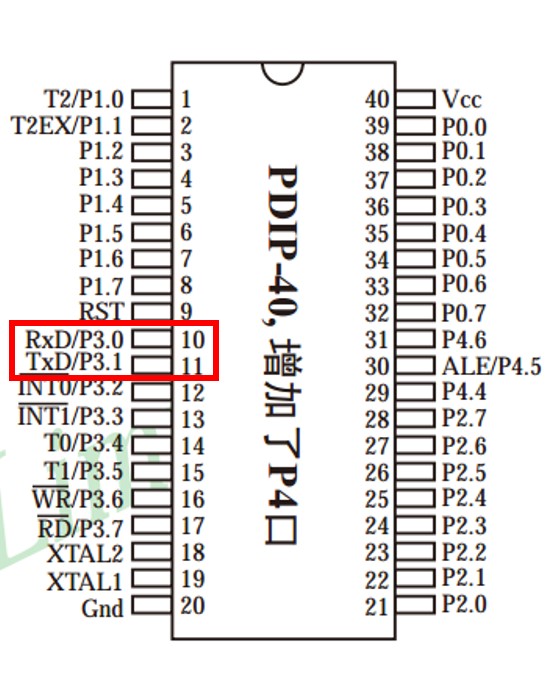 T2/P1.0 1 40 Vcc
T2EX/P1.1 2 39 P0.0
P1.2 3 38 P0.1
P1.3 4 37 P0.2
P1.4 5 36 P0.3
P1.5 6 35 P0.4
P1.6 7 34 P0.5
P1.7 8 33 P0.6
RST 9 32 P0.7
RxD/P3.0 10 31 P4.6
TxD/P3.1 11 30 ALE/P4.5
INT0/P3.2 12 29 P4.4
INT1/P3.3 13 28 P2.7
T0/P3.4 14 27 P2.6
T1/P3.5 15 26 P2.5
WR/P3.6 16 25 P2.4
RD/P3.7 17 24 P2.3
XTAL2 18 23 P2.2
XTAL1 19 22 P2.1
Gnd 20 21 P2.0
PDIP-40, 增加了P4口